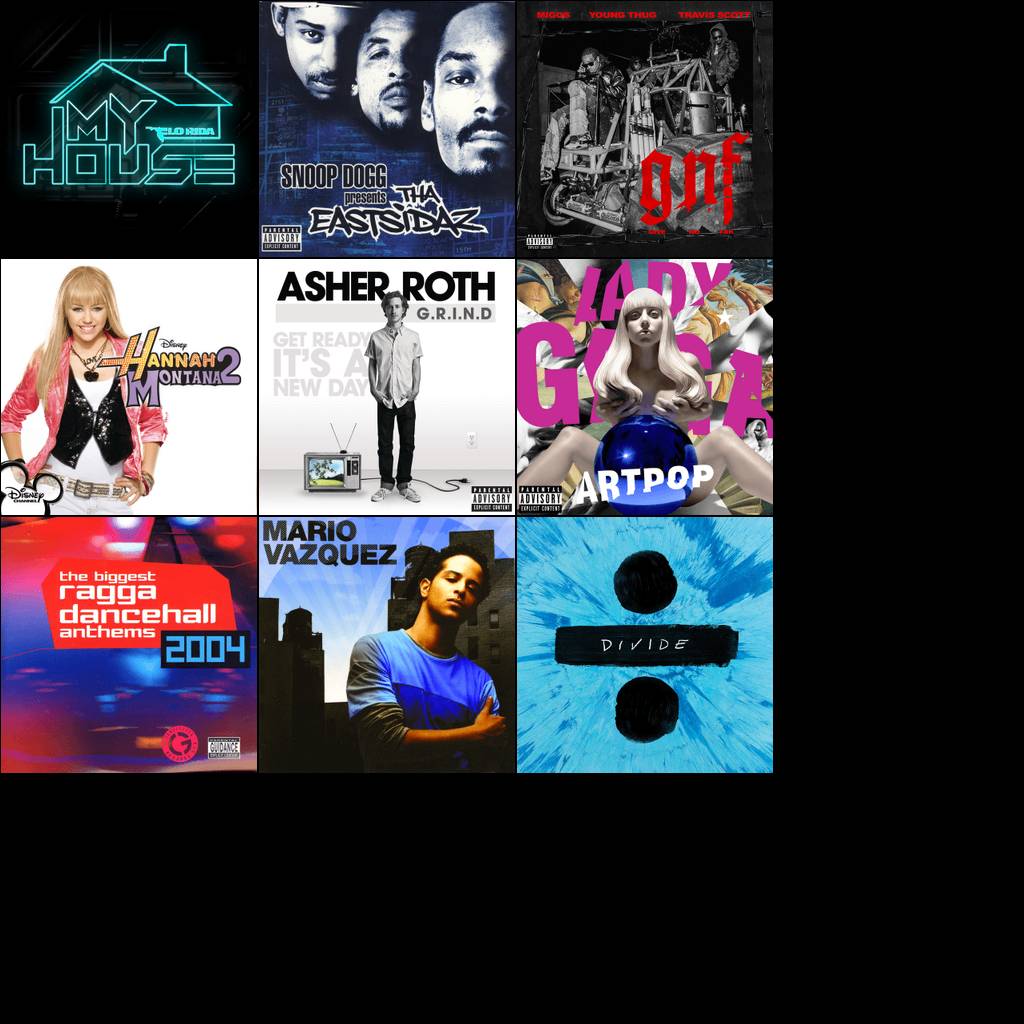 MY
FLO RIDA
HOUSE
SNOOP DOGG
presents THA
EASTSIDAZ
PARENTAL
ADVISORY
EXPLICIT CONTENT
MIGOS YOUNG THUG TRAVIS SCOTT
gnf
PARENTAL
ADVISORY
EXPLICIT CONTENT
LOVE
Disney
HANNAH
MONTANA 2
Disney
CHANNEL
ASHER ROTH
G.R.I.N.D
GET READY
IT'S A
NEW DAY
PARENTAL
ADVISORY
EXPLICIT CONTENT
LADY
GAGA
ARTPOP
PARENTAL
ADVISORY
EXPLICIT CONTENT
the biggest
ragga
dancehall
anthems
2004
G
PARENTAL
GUIDANCE
EXPLICIT CONTENT
MARIO
VAZQUEZ
DIVIDE